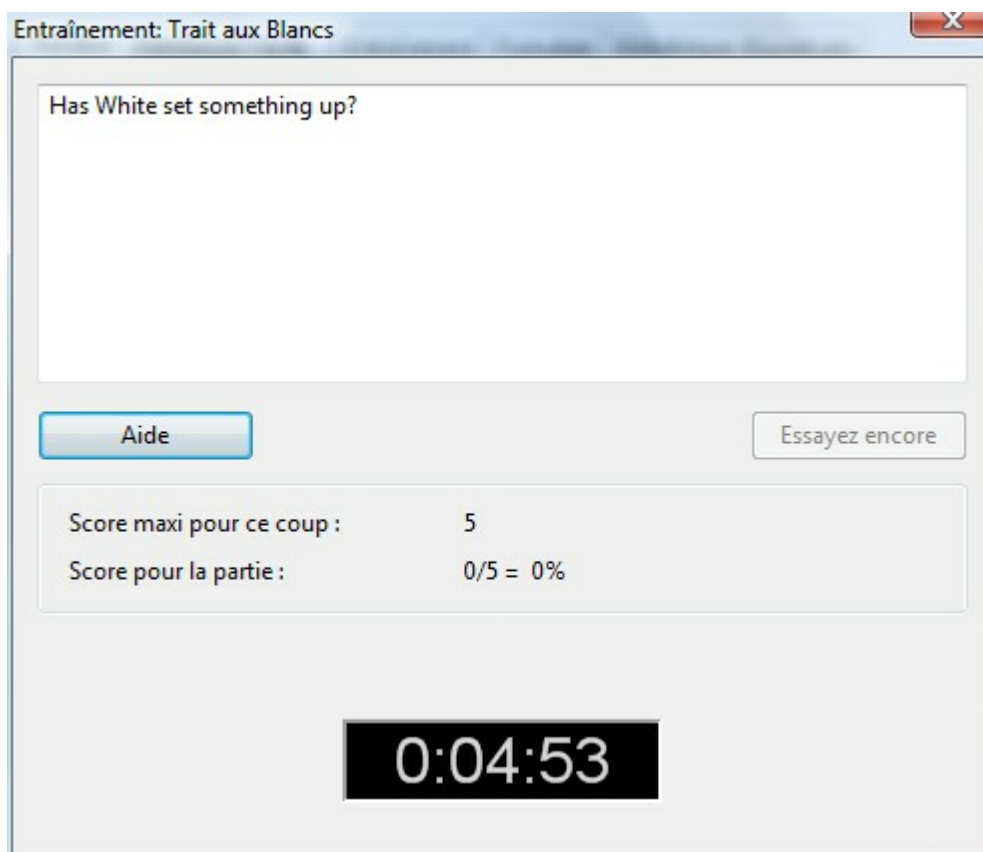 Entraînement: Trait aux Blancs
Has White set something up?
Aide
Essayez encore
Score maxi pour ce coup : 5
Score pour la partie : 0/5 = 0%
0:04:53